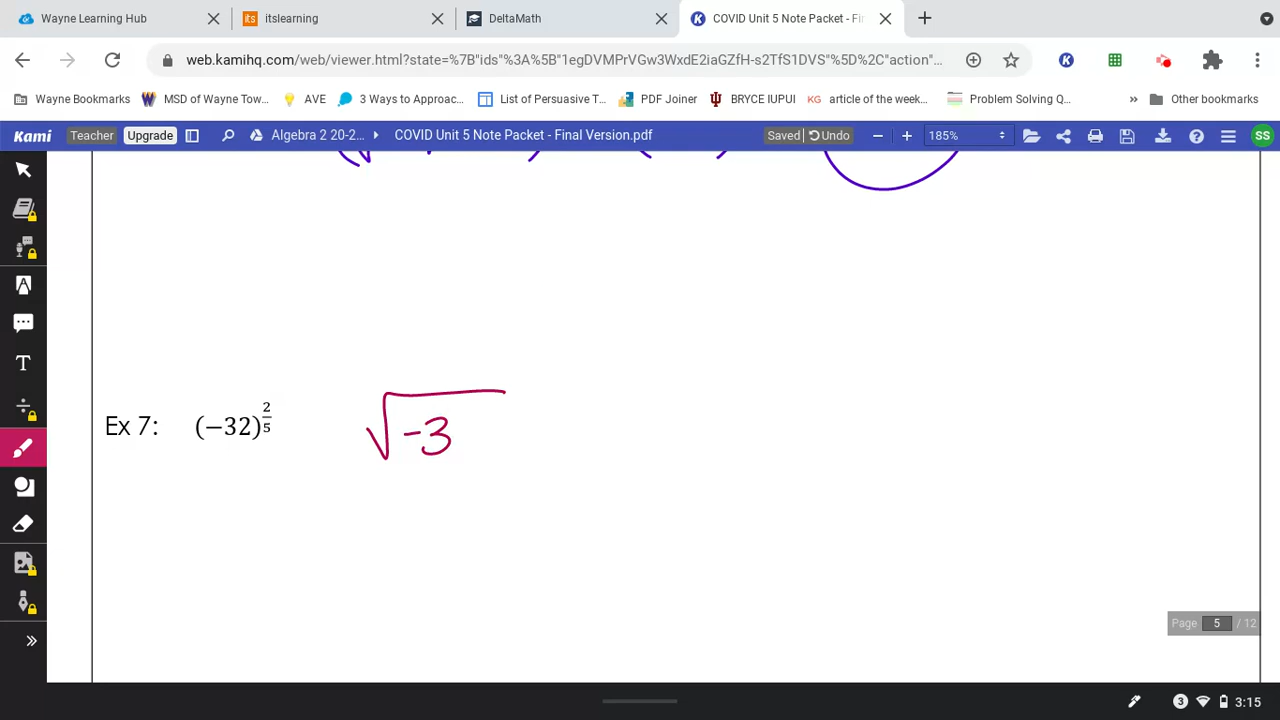 Wayne Learning Hub
itslearning
DeltaMath
COVID Unit 5 Note Packet - Fin
web.kamihq.com/web/viewer.html?state=%7B"ids"%3A%5B"1egDVMPrVGw3WxdE2iaGZfH-s2TfS1DVS"%5D%2C"action"...
Wayne Bookmarks
MSD of Wayne Tow...
AVE
3 Ways to Approac...
List of Persuasive T...
PDF Joiner
BRYCE IUPUI
KG article of the week...
Problem Solving Q...
» Other bookmarks
Kami Teacher Upgrade Algebra 2 20-2... COVID Unit 5 Note Packet - Final Version.pdf Saved Undo 185% SS
Ex 7: (−32)^(2/5) √-3
Page 5 / 12
3 3:15